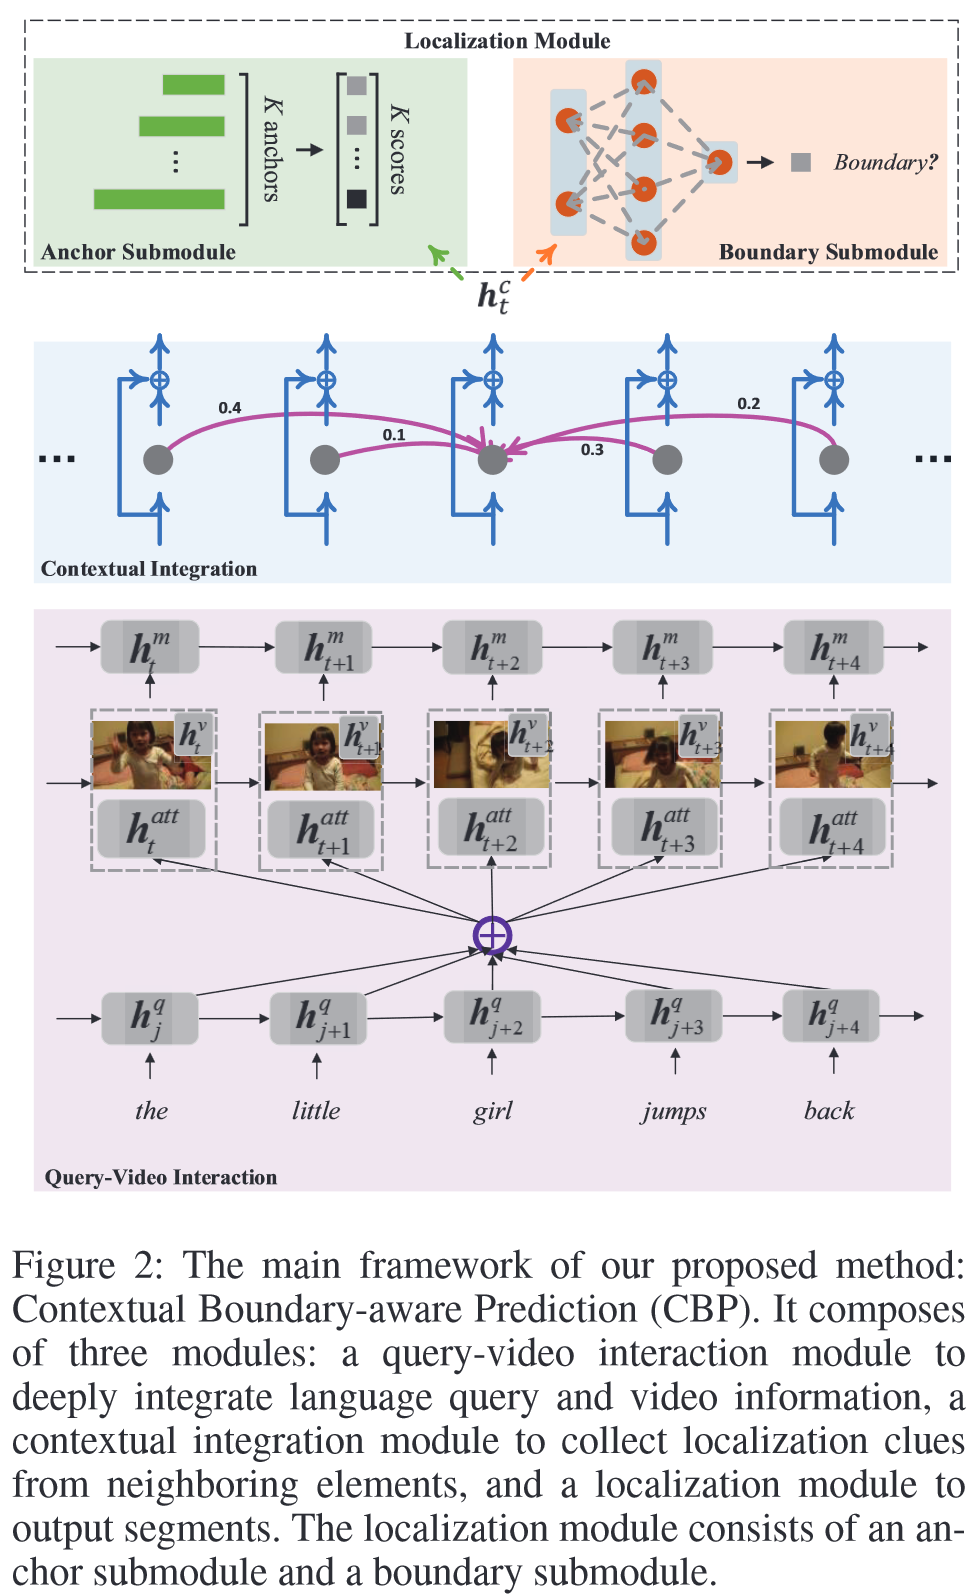 Localization Module
K anchors
K scores
Boundary?
Anchor Submodule
Boundary Submodule
h_t^c
0.4
0.1
0.3
0.2
...
...
Contextual Integration
h_t^m h_{t+1}^m h_{t+2}^m h_{t+3}^m h_{t+4}^m
h_t^v h_{t+1}^v h_{t+2}^v h_{t+3}^v h_{t+4}^v
h_t^{att} h_{t+1}^{att} h_{t+2}^{att} h_{t+3}^{att} h_{t+4}^{att}
h_j^q h_{j+1}^q h_{j+2}^q h_{j+3}^q h_{j+4}^q
the little girl jumps back
Query-Video Interaction
Figure 2: The main framework of our proposed method:
Contextual Boundary-aware Prediction (CBP). It composes
of three modules: a query-video interaction module to
deeply integrate language query and video information, a
contextual integration module to collect localization clues
from neighboring elements, and a localization module to
output segments. The localization module consists of an an-
chor submodule and a boundary submodule.